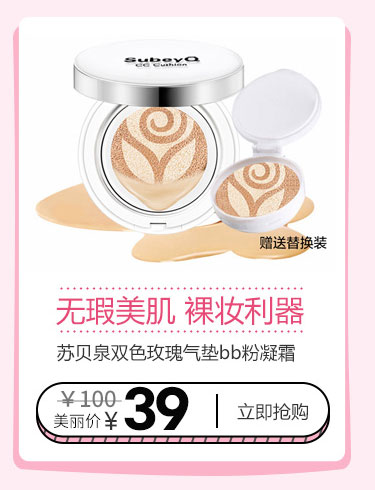 SubeyQ
CC Cuthion
赠送替换装
无瑕美肌 裸妆利器
苏贝泉双色玫瑰气垫bb粉凝霜
￥100
美丽价￥39
立即抢购